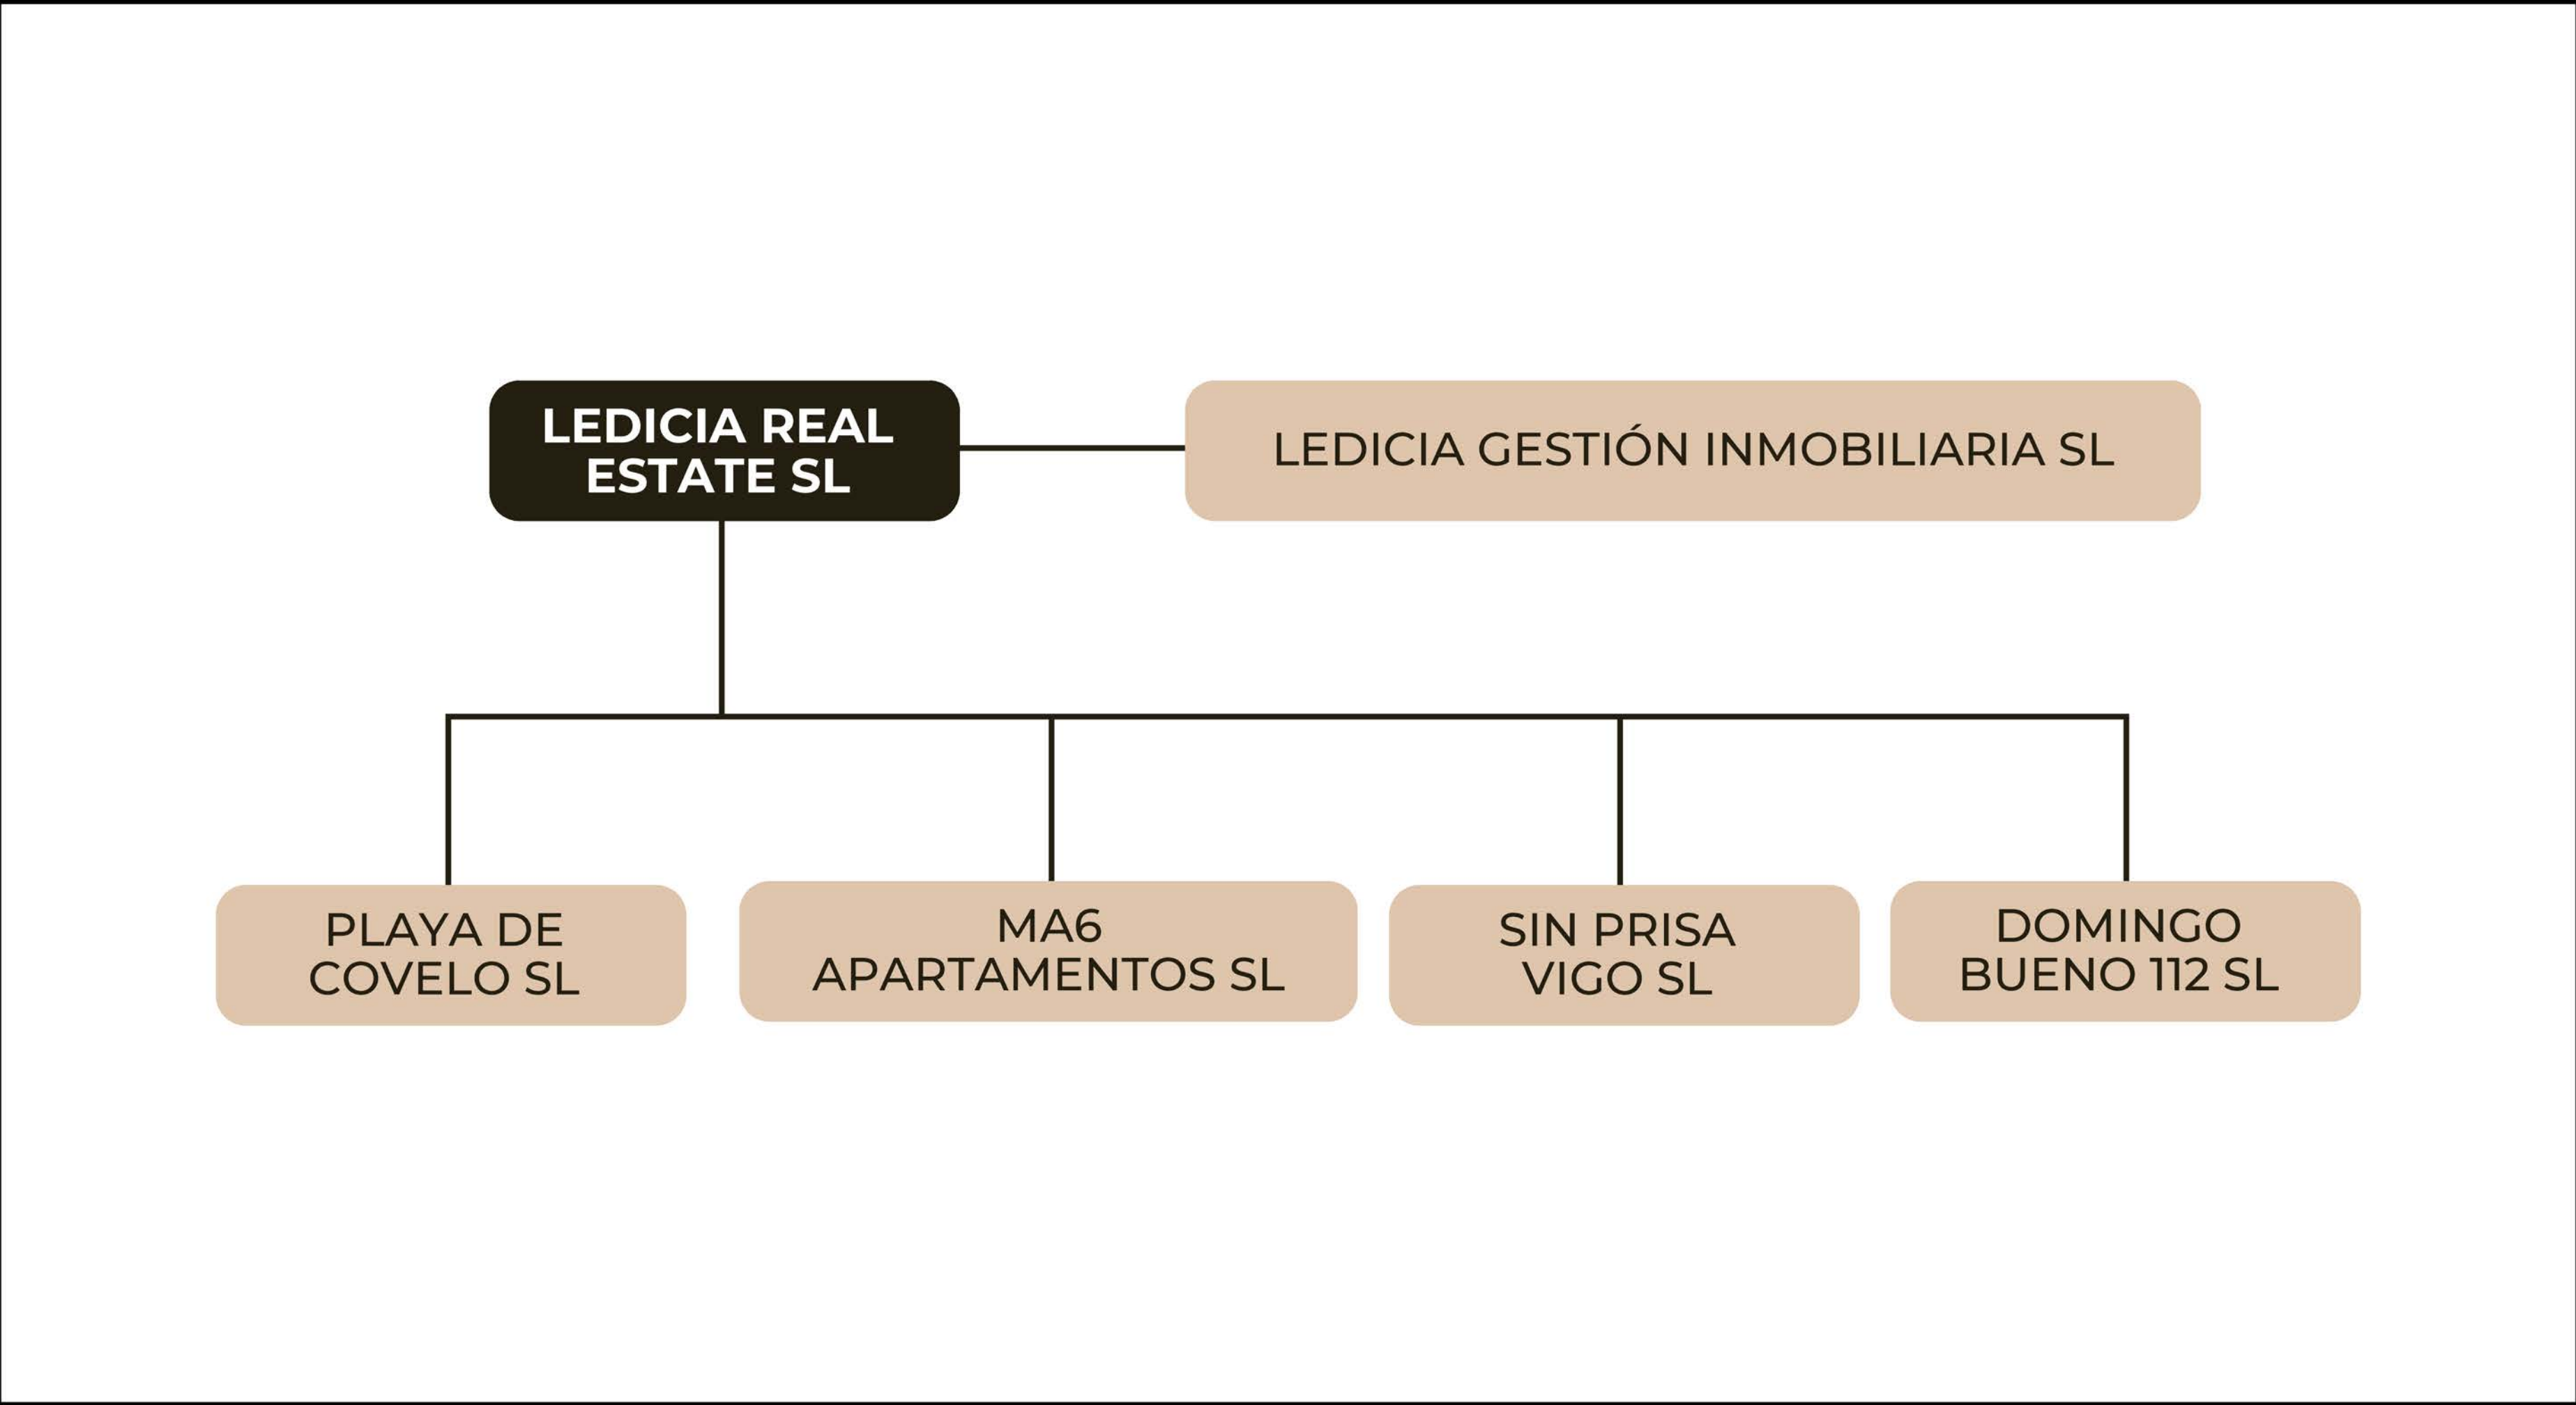 LEDICIA REAL
ESTATE SL
LEDICIA GESTIÓN INMOBILIARIA SL
PLAYA DE
COVELO SL
MA6
APARTAMENTOS SL
SIN PRISA
VIGO SL
DOMINGO
BUENO 112 SL